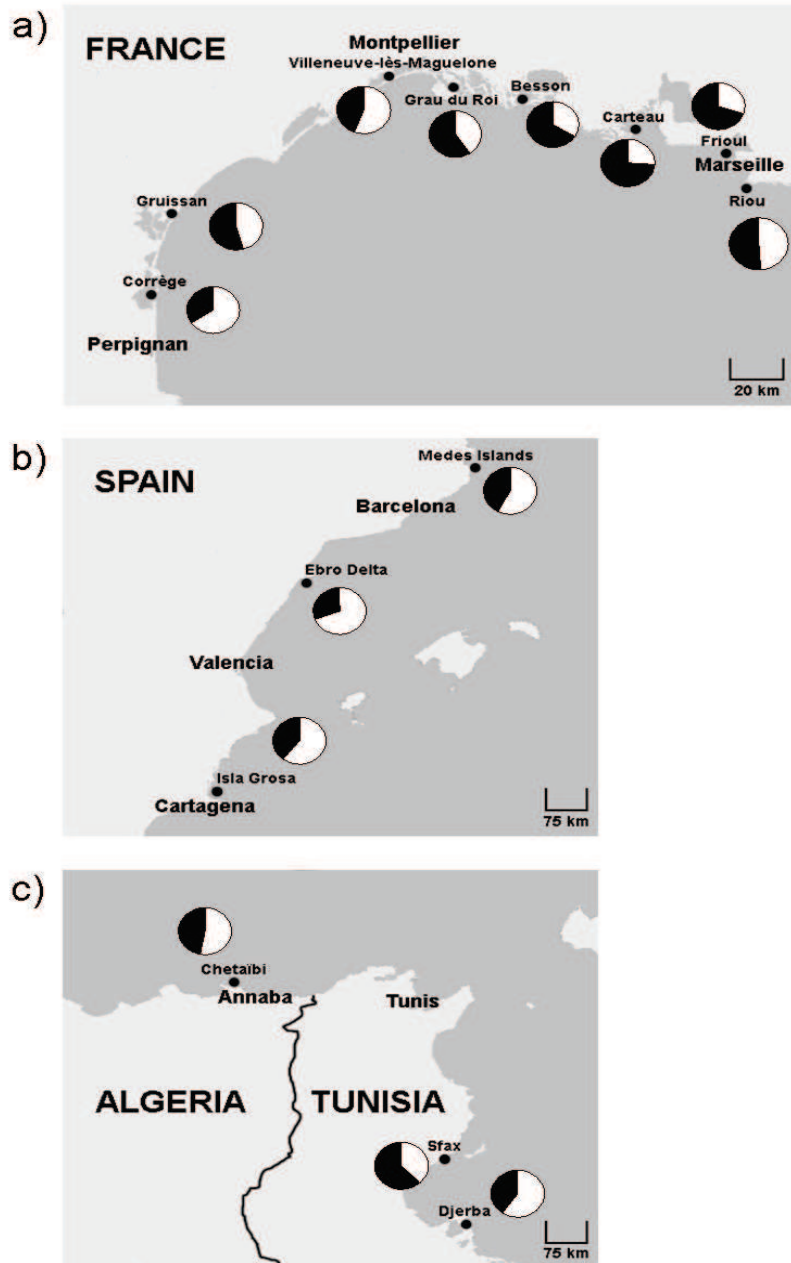 a)
FRANCE
Montpellier
Villeneuve-lès-Maguelone
Grau du Roi
Besson
Carteau
Frioul
Marseille
Riou
Gruissan
Corrège
Perpignan
20 km
b)
SPAIN
Medes Islands
Barcelona
Ebro Delta
Valencia
Isla Grosa
Cartagena
75 km
c)
Chetaïbi
Annaba
Tunis
ALGERIA
TUNISIA
Sfax
Djerba
75 km